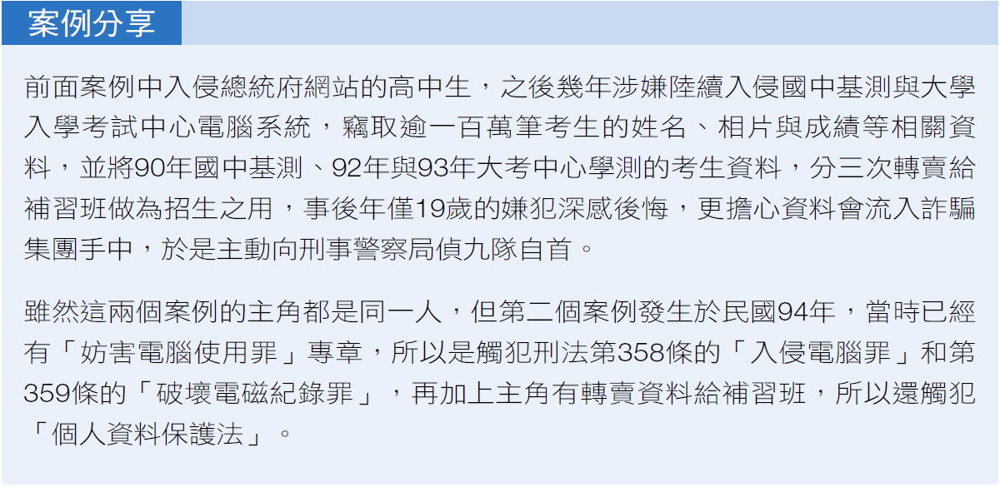 案例分享
前面案例中入侵總統府網站的高中生，之後幾年涉嫌陸續入侵國中基測與大學
入學考試中心電腦系統，竊取逾一百萬筆考生的姓名、相片與成績等相關資
料，並將90年國中基測、92年與93年大考中心學測的考生資料，分三次轉賣給
補習班做為招生之用，事後年僅19歲的嫌犯深感後悔，更擔心資料會流入詐騙
集團手中，於是主動向刑事警察局偵九隊自首。
雖然這兩個案例的主角都是同一人，但第二個案例發生於民國94年，當時已經
有「妨害電腦使用罪」專章，所以是觸犯刑法第358條的「入侵電腦罪」和第
359條的「破壞電磁紀錄罪」，再加上主角有轉賣資料給補習班，所以還觸犯
「個人資料保護法」。